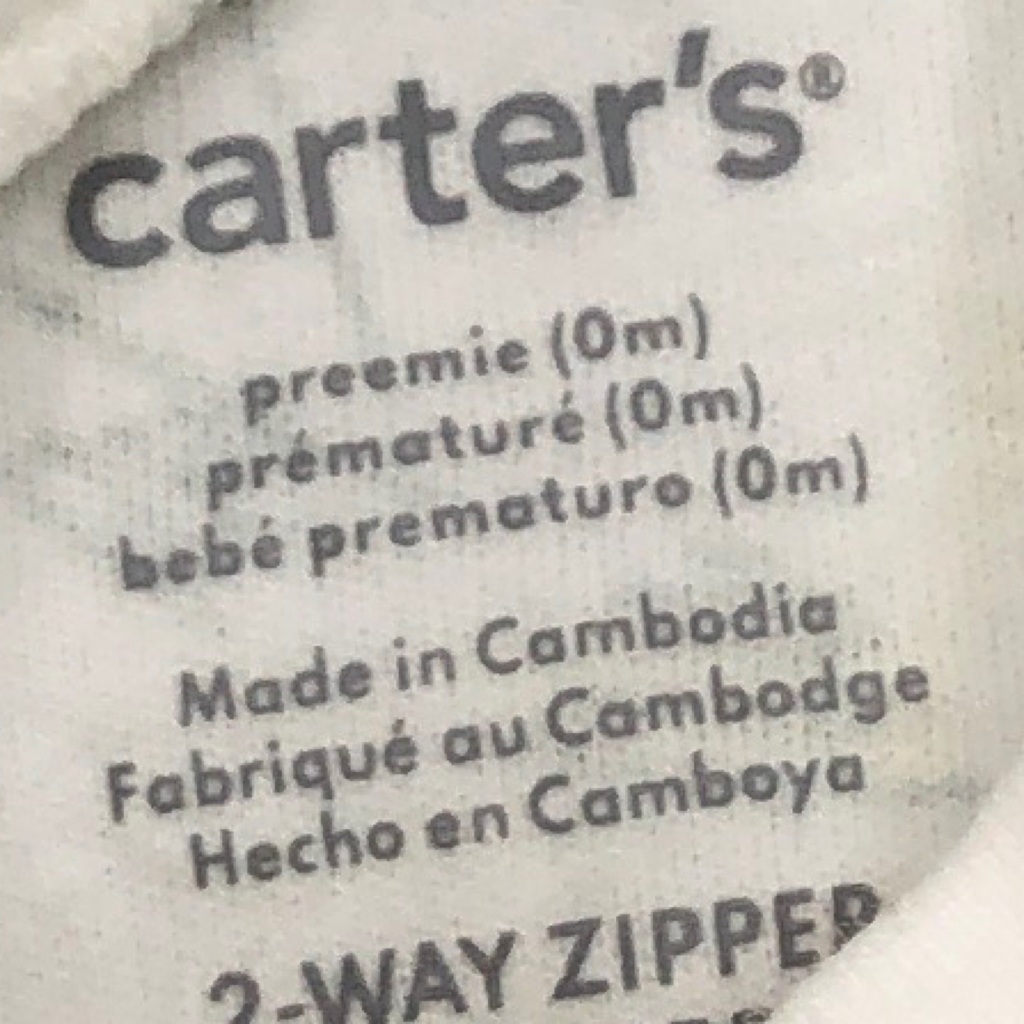 carter's®
preemie (0m)
prématuré (0m)
bebé prematuro (0m)
Made in Cambodia
Fabriqué au Cambodge
Hecho en Camboya
2-WAY ZIPPER